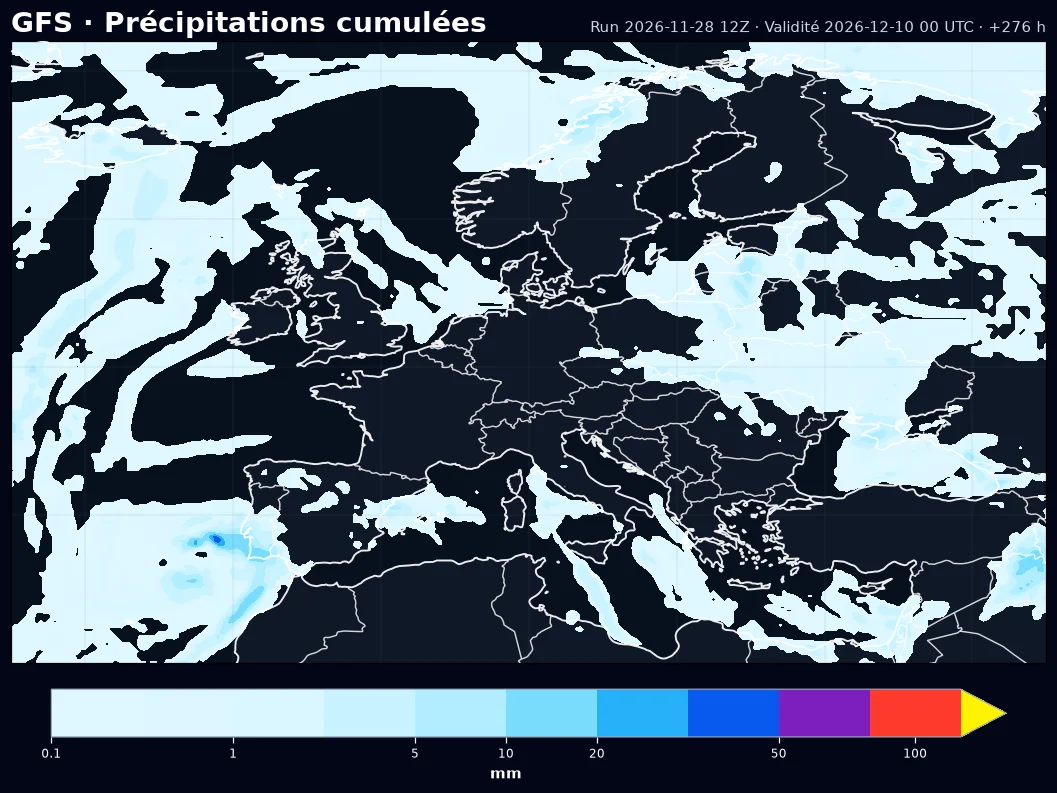 GFS · Précipitations cumulées
Run 2026-11-28 12Z · Validité 2026-12-10 00 UTC · +276 h
0.1 1 5 10 20 50 100
mm